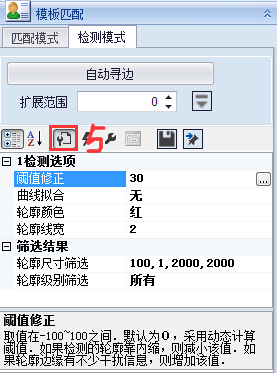 模板匹配
匹配模式 检测模式
自动寻边
扩展范围 0
A Z 5
1检测选项
阈值修正 30 ...
曲线拟合 无
轮廓颜色 红
轮廓线宽 2
筛选结果
轮廓尺寸筛选 100,1,2000,2000
轮廓级别筛选 所有
阈值修正
取值在-100~100之间. 默认为0, 采用动态计算
阈值. 如果检测的轮廓靠内缩, 则减小该值. 如
果轮廓边缘有不少干扰信息, 则增加该值.